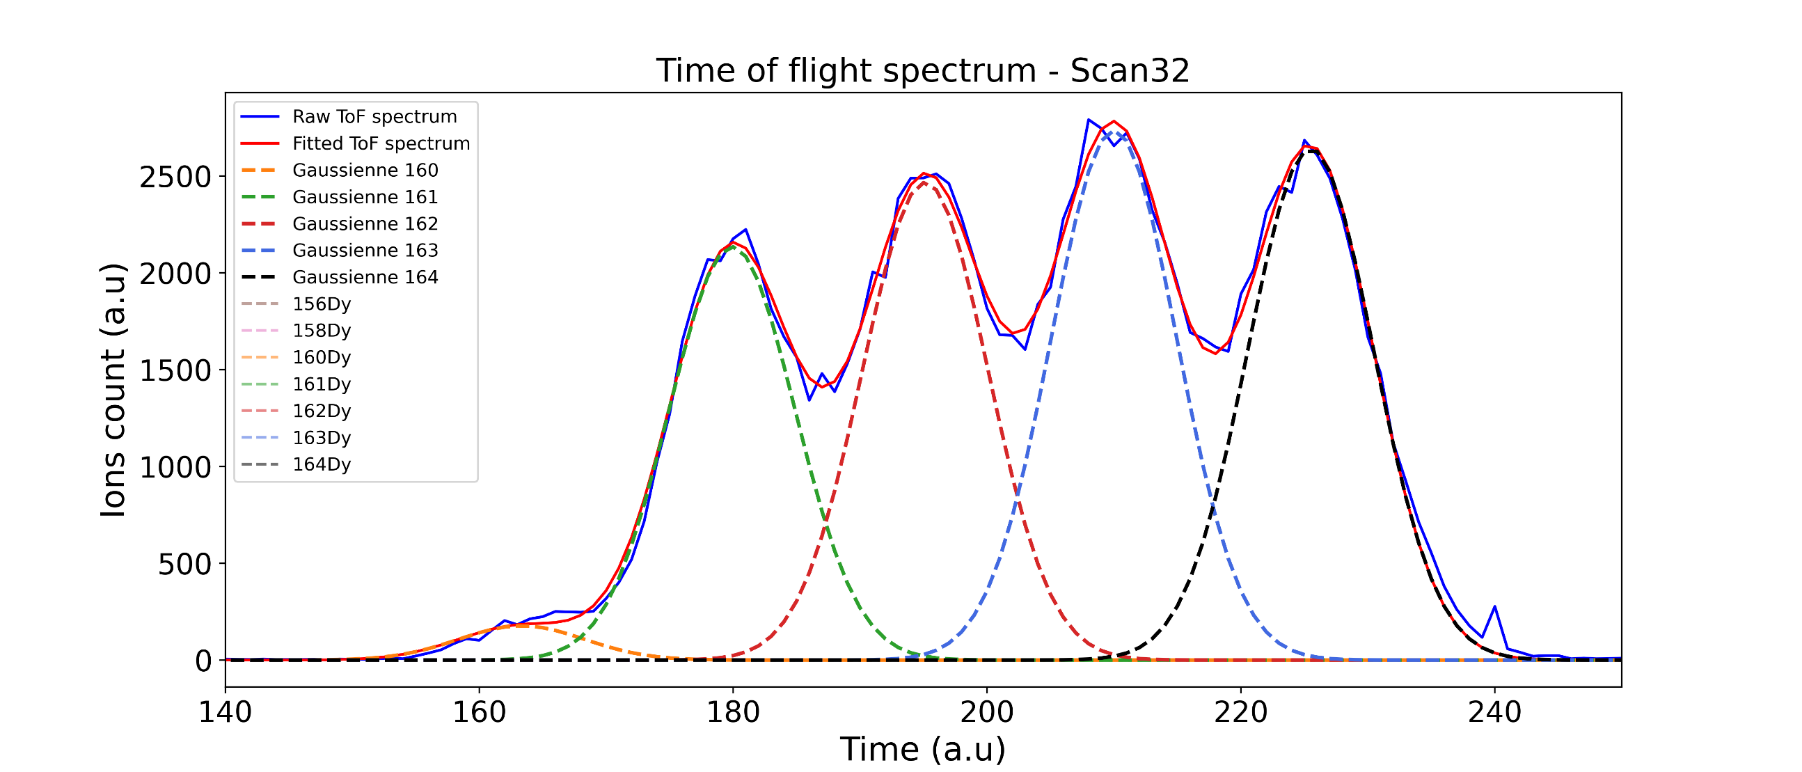 Time of flight spectrum - Scan32
Raw ToF spectrum
Fitted ToF spectrum
Gaussienne 160
Gaussienne 161
Gaussienne 162
Gaussienne 163
Gaussienne 164
156Dy
158Dy
160Dy
161Dy
162Dy
163Dy
164Dy
Ions count (a.u)
2500
2000
1500
1000
500
0
140 160 180 200 220 240
Time (a.u)